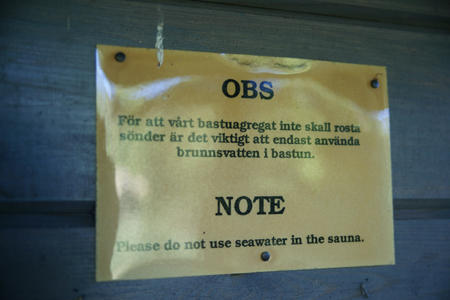 OBS
För att vårt bastuagregat inte skall rosta
sönder är det viktigt att endast använda
brunnsvatten i bastun.
NOTE
Please do not use seawater in the sauna.